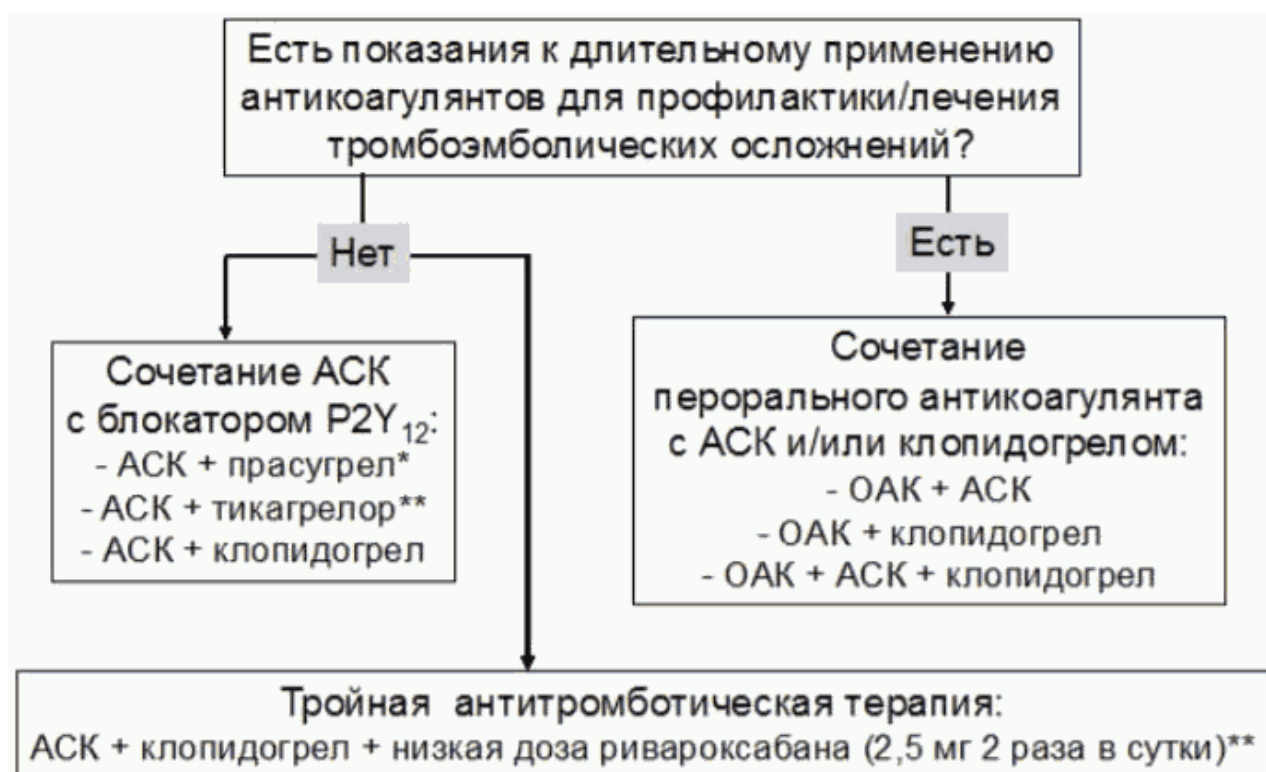 Есть показания к длительному применению
антикоагулянтов для профилактики/лечения
тромбоэмболических осложнений?
Нет
Есть
Сочетание АСК
с блокатором P2Y12:
- АСК + прасугрел*
- АСК + тикагрелор**
- АСК + клопидогрел
Сочетание
перорального антикоагулянта
с АСК и/или клопидогрелом:
- ОАК + АСК
- ОАК + клопидогрел
- ОАК + АСК + клопидогрел
Тройная антитромботическая терапия:
АСК + клопидогрел + низкая доза ривароксабана (2,5 мг 2 раза в сутки)**